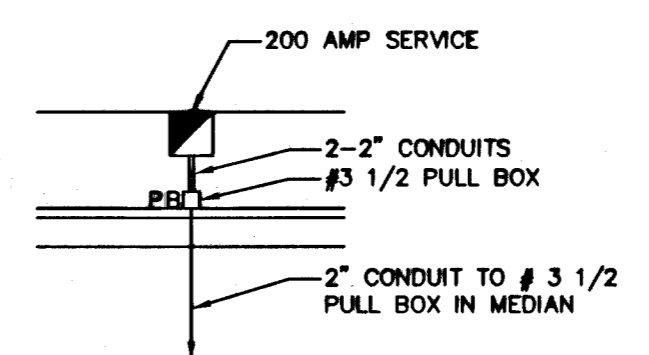 200 AMP SERVICE
2-2" CONDUITS
#3 1/2 PULL BOX
PB
2" CONDUIT TO # 3 1/2
PULL BOX IN MEDIAN